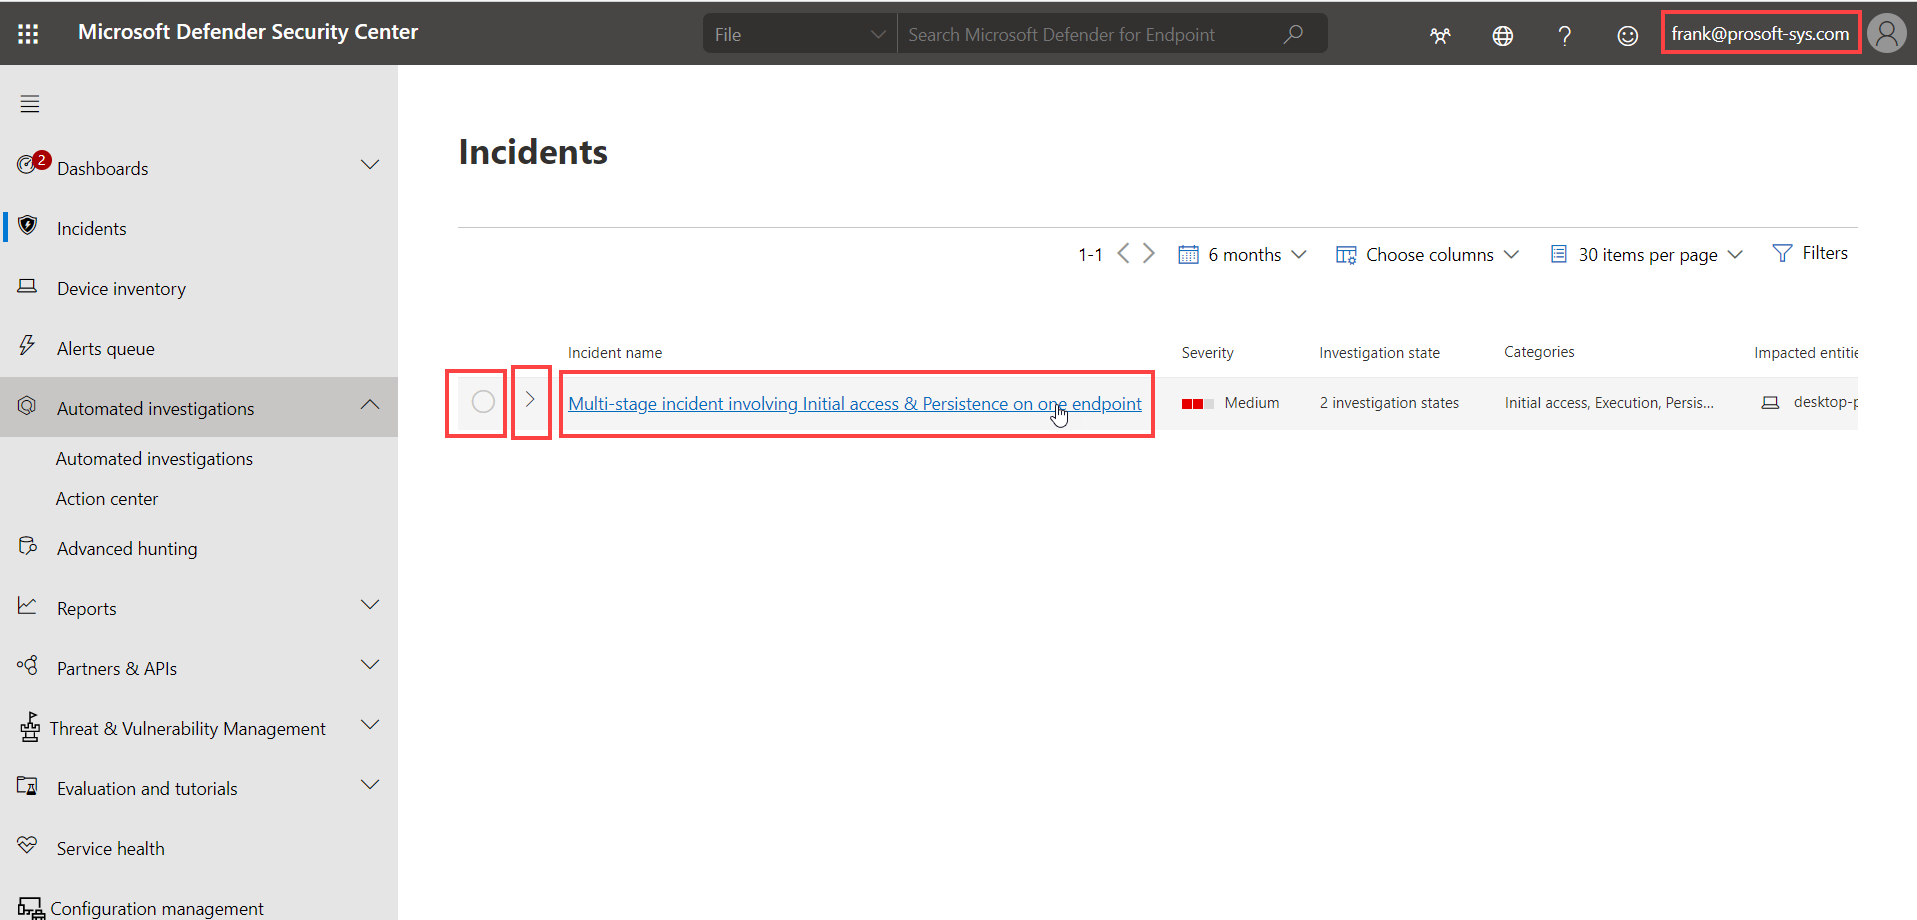 Microsoft Defender Security Center
File
Search Microsoft Defender for Endpoint
?
frank@prosoft-sys.com
2
Dashboards
Incidents
Device inventory
Alerts queue
Automated investigations
Automated investigations
Action center
Advanced hunting
Reports
Partners & APIs
Threat & Vulnerability Management
Evaluation and tutorials
Service health
Configuration management
Incidents
1-1
6 months
Choose columns
30 items per page
Filters
Incident name
Severity
Investigation state
Categories
Impacted entitie
Multi-stage incident involving Initial access & Persistence on one endpoint
Medium
2 investigation states
Initial access, Execution, Persis...
desktop-p